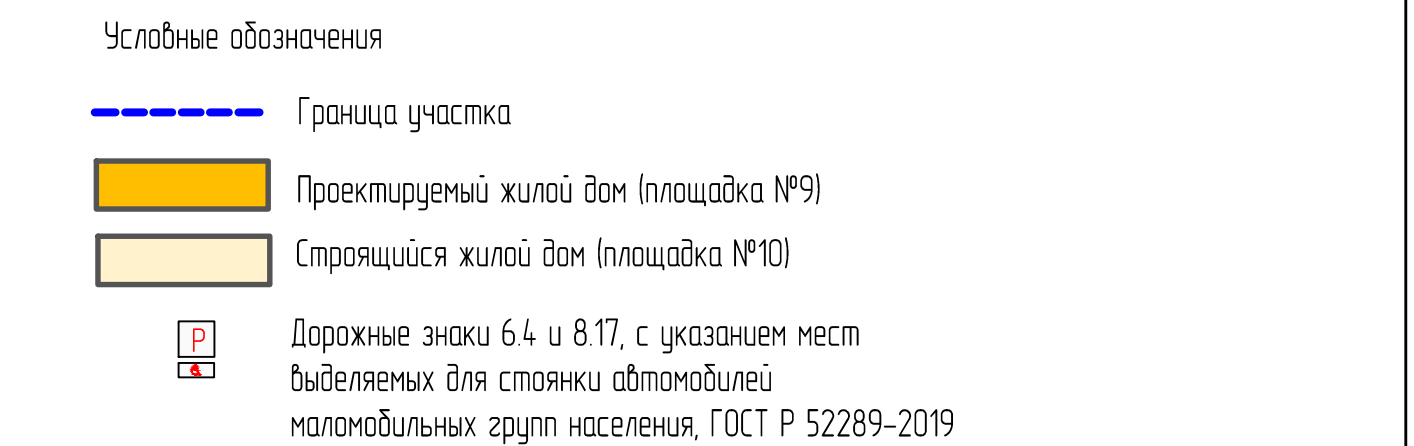 Условные обозначения
Граница участка
Проектируемый жилой дом (площадка №9)
Строящийся жилой дом (площадка №10)
P
Дорожные знаки 6.4 и 8.17, с указанием мест
выделяемых для стоянки автомобилей
маломобильных групп населения, ГОСТ Р 52289-2019